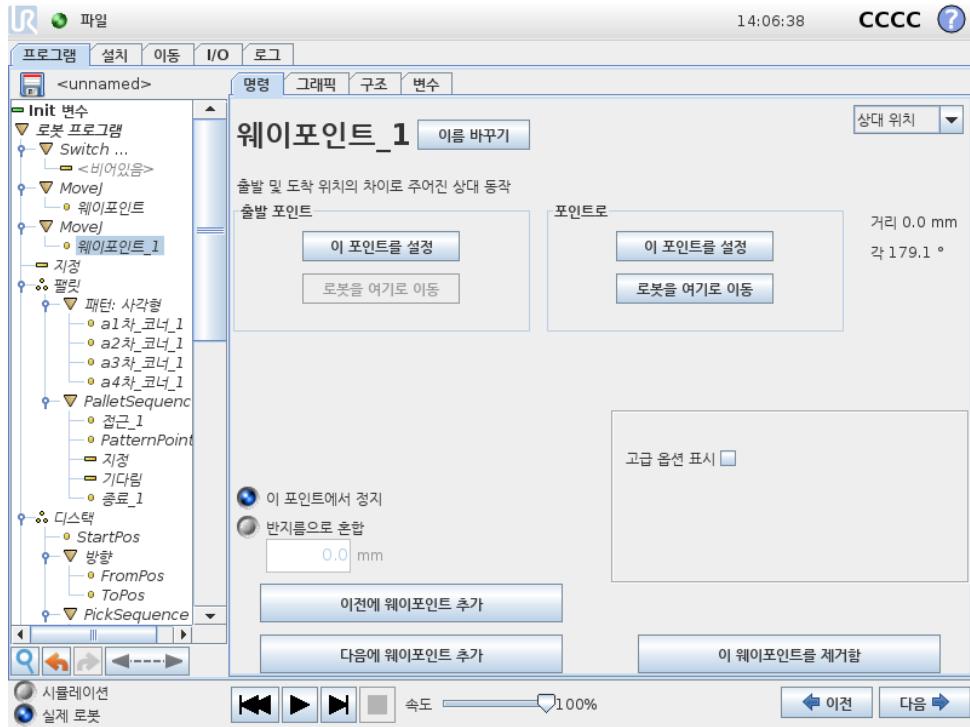 UR 파일 14:06:38 CCCC ?
프로그램 설치 이동 I/O 로그
<unnamed> 명령 그래픽 구조 변수
Init 변수
로봇 프로그램
Switch ...
<비어있음>
MoveJ
웨이포인트
MoveJ
웨이포인트_1
지정
팔릿
패턴: 사각형
a1차_코너_1
a2차_코너_1
a3차_코너_1
a4차_코너_1
PalletSequenc
접근_1
PatternPoint
지정
기다림
종료_1
디스택
StartPos
방향
FromPos
ToPos
PickSequence
웨이포인트_1 이름 바꾸기 상대 위치
출발 및 도착 위치의 차이로 주어진 상대 동작
출발 포인트
이 포인트를 설정
로봇을 여기로 이동
포인트로
이 포인트를 설정
로봇을 여기로 이동
거리 0.0 mm
각 179.1 °
고급 옵션 표시
이 포인트에서 정지
반지름으로 혼합
0.0 mm
이전에 웨이포인트 추가
다음에 웨이포인트 추가 이 웨이포인트를 제거함
시뮬레이션
실제 로봇
속도 100% 이전 다음